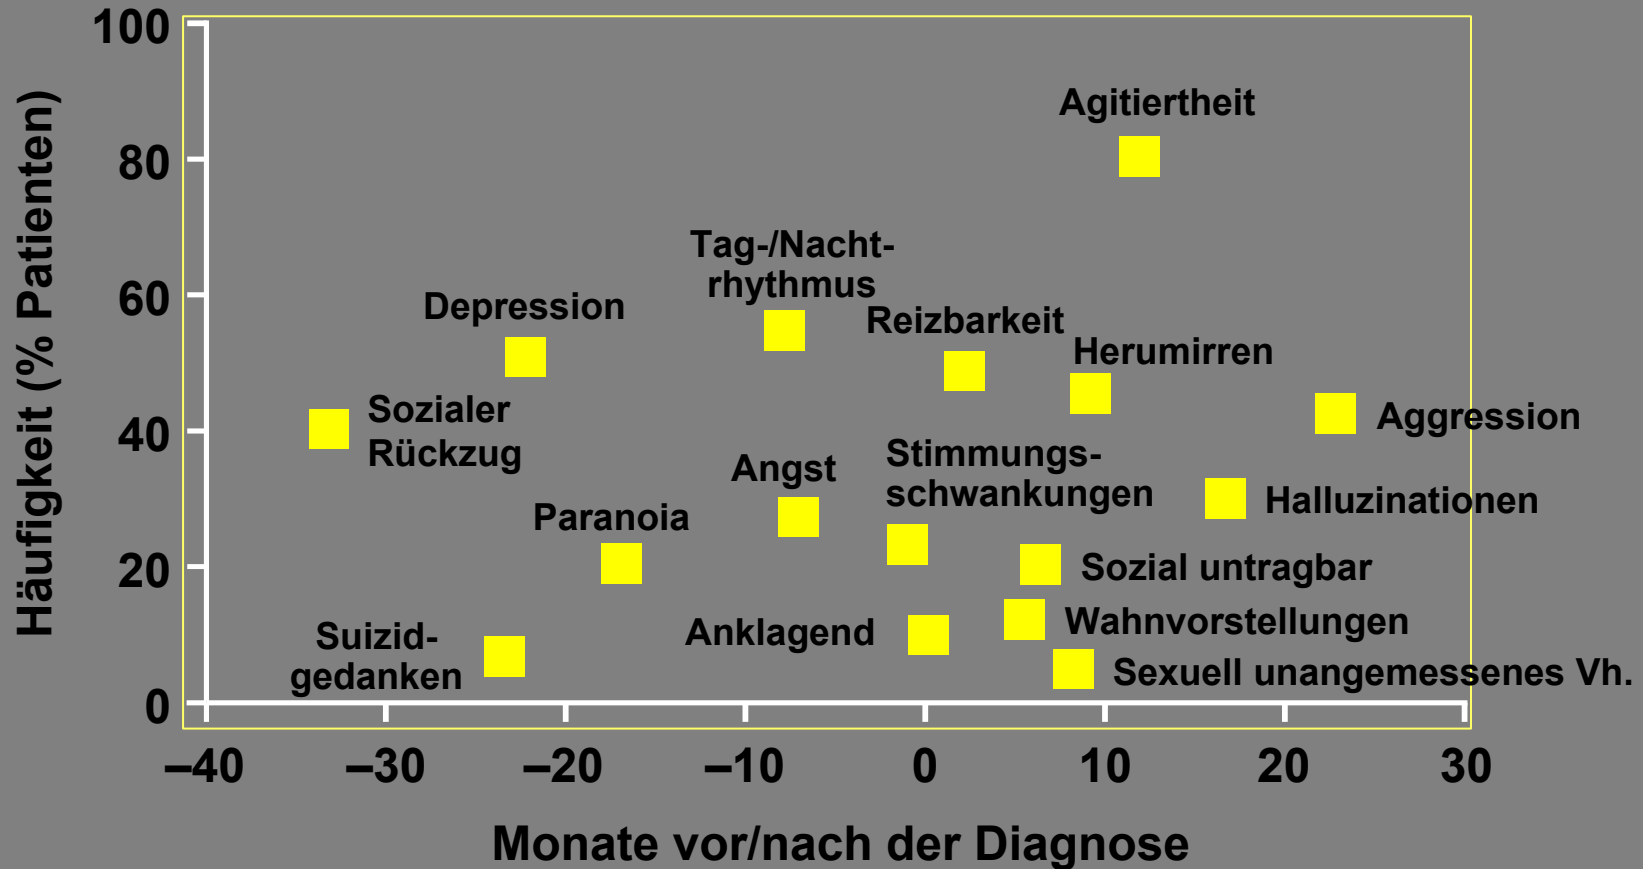 Häufigkeit (% Patienten)
100
80
60
40
20
0
Agitiertheit
Tag-/Nacht-
rhythmus
Depression
Reizbarkeit
Herumirren
Sozialer
Rückzug
Aggression
Angst
Stimmungs-
schwankungen
Halluzinationen
Paranoia
Sozial untragbar
Suizid-
gedanken
Anklagend
Wahnvorstellungen
Sexuell unangemessenes Vh.
–40 –30 –20 –10 0 10 20 30
Monate vor/nach der Diagnose